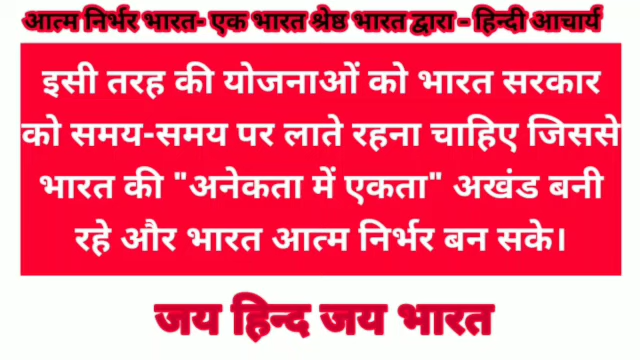 आत्म निर्भर भारत- एक भारत श्रेष्ठ भारत द्वारा - हिन्दी आचार्य
इसी तरह की योजनाओं को भारत सरकार
को समय-समय पर लाते रहना चाहिए जिससे
भारत की "अनेकता में एकता" अखंड बनी
रहे और भारत आत्म निर्भर बन सके।
जय हिन्द जय भारत